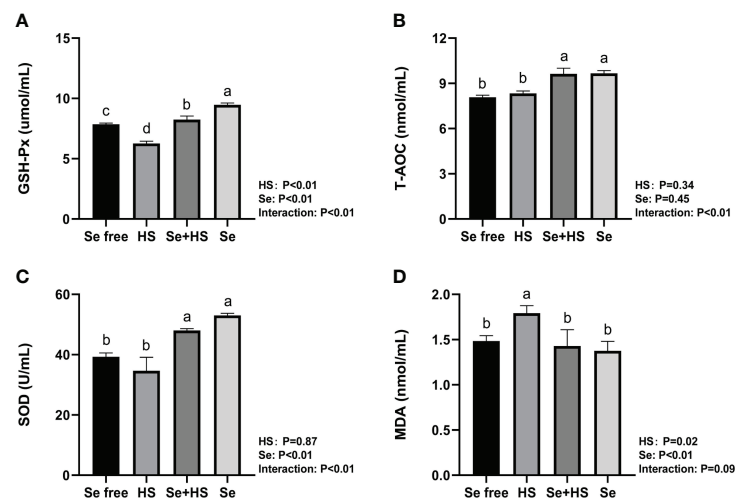 A
GSH-Px (umol/mL)
15
10
5
0
c
d
b
a
Se free HS Se+HS Se
HS: P<0.01
Se: P<0.01
Interaction: P<0.01
B
T-AOC (nmol/mL)
12
9
6
3
0
b
b
a
a
Se free HS Se+HS Se
HS: P=0.34
Se: P=0.45
Interaction: P<0.01
C
SOD (U/mL)
60
40
20
0
b
b
a
a
Se free HS Se+HS Se
HS: P=0.87
Se: P<0.01
Interaction: P<0.01
D
MDA (nmol/mL)
2.0
1.5
1.0
0.5
0.0
b
a
b
b
Se free HS Se+HS Se
HS: P=0.02
Se: P<0.01
Interaction: P=0.09